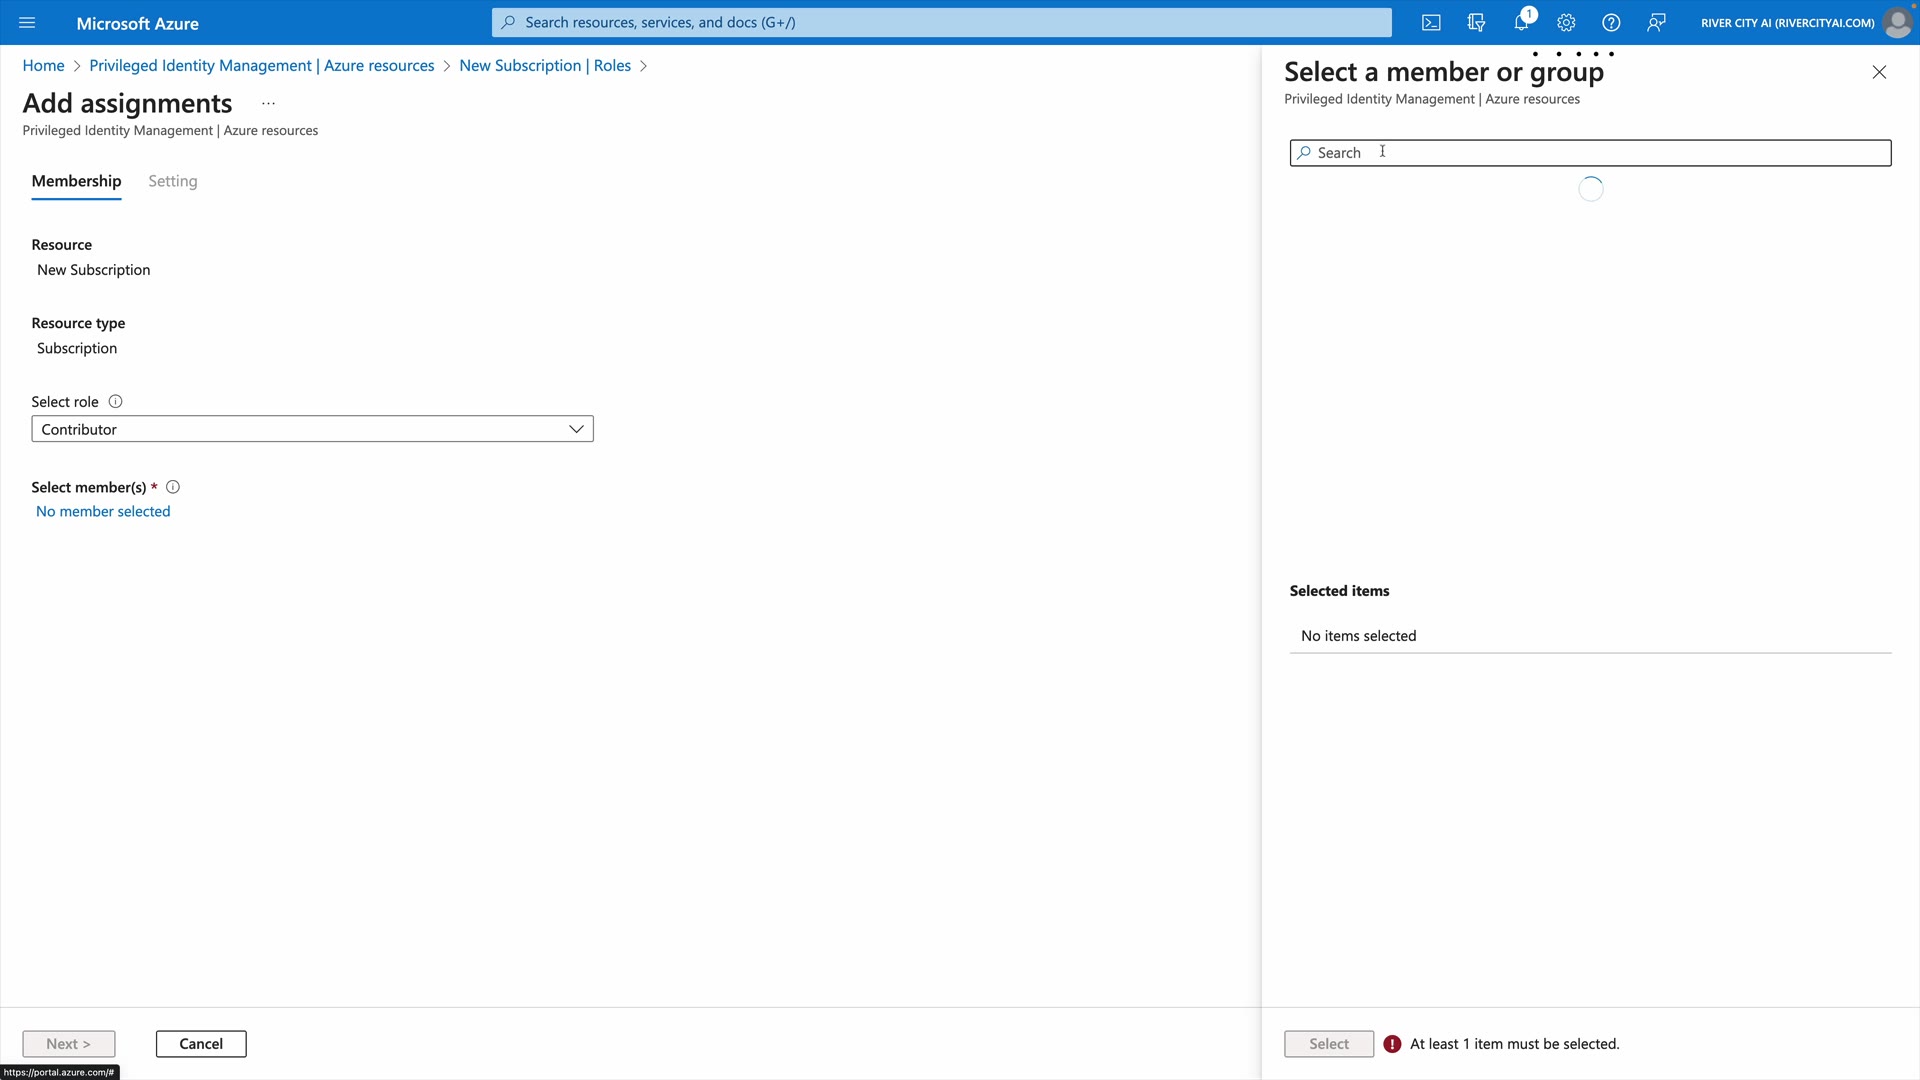 Microsoft Azure
Search resources, services, and docs (G+/)
1
RIVER CITY AI (RIVERCITYAI.COM)
Home > Privileged Identity Management | Azure resources > New Subscription | Roles >
Add assignments ...
Privileged Identity Management | Azure resources
Membership Setting
Resource
New Subscription
Resource type
Subscription
Select role
Contributor
Select member(s) *
No member selected
Next >
Cancel
https://portal.azure.com/#
Select a member or group
Privileged Identity Management | Azure resources
Search
Selected items
No items selected
Select
At least 1 item must be selected.